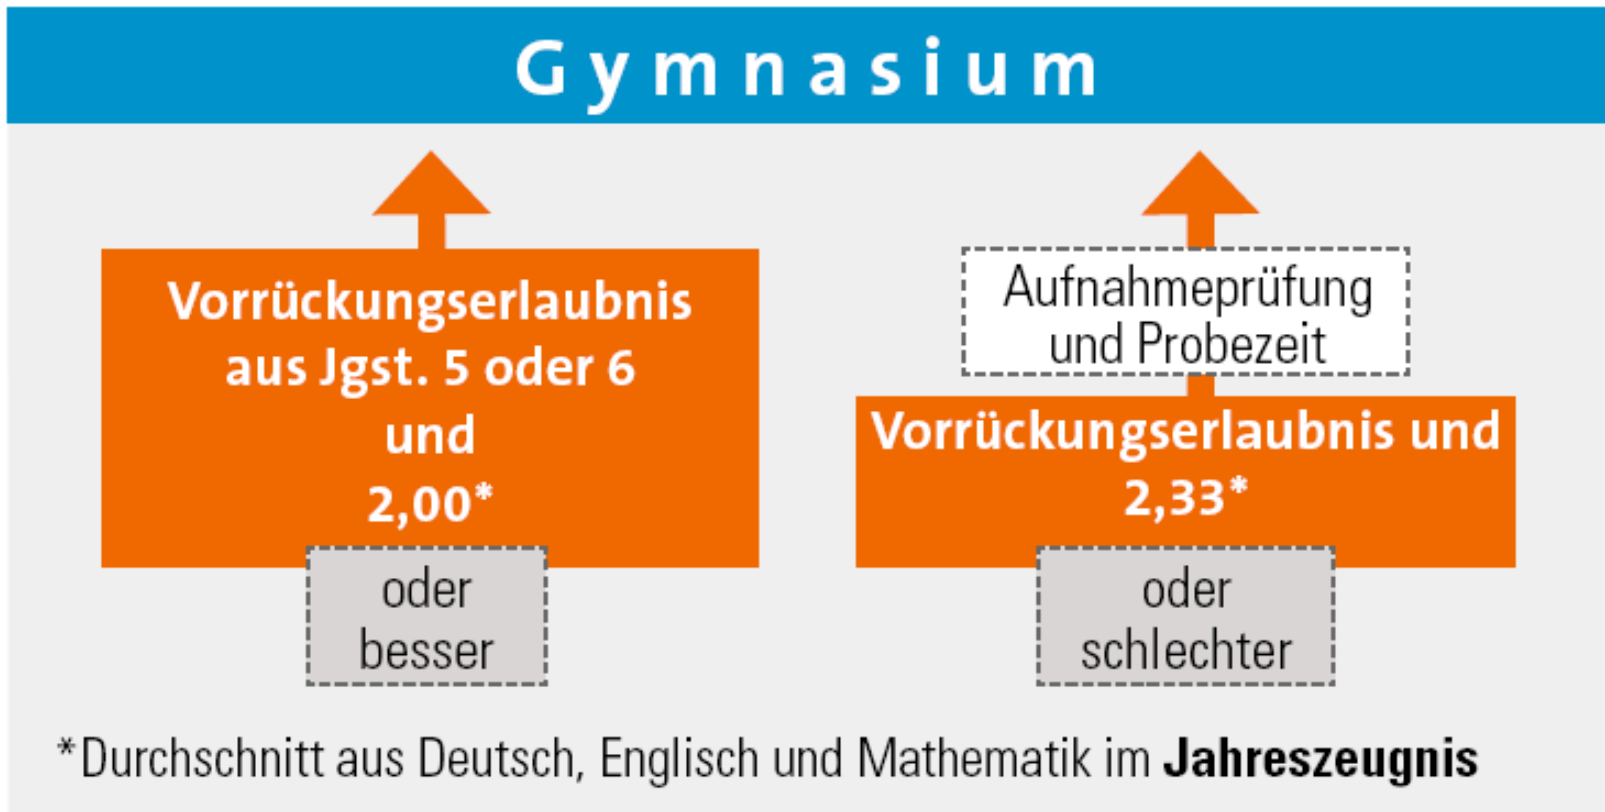 Gymnasium
Vorrückungserlaubnis
aus Jgst. 5 oder 6
und
2,00*
oder
besser
Aufnahmeprüfung
und Probezeit
Vorrückungserlaubnis und
2,33*
oder
schlechter
*Durchschnitt aus Deutsch, Englisch und Mathematik im Jahreszeugnis